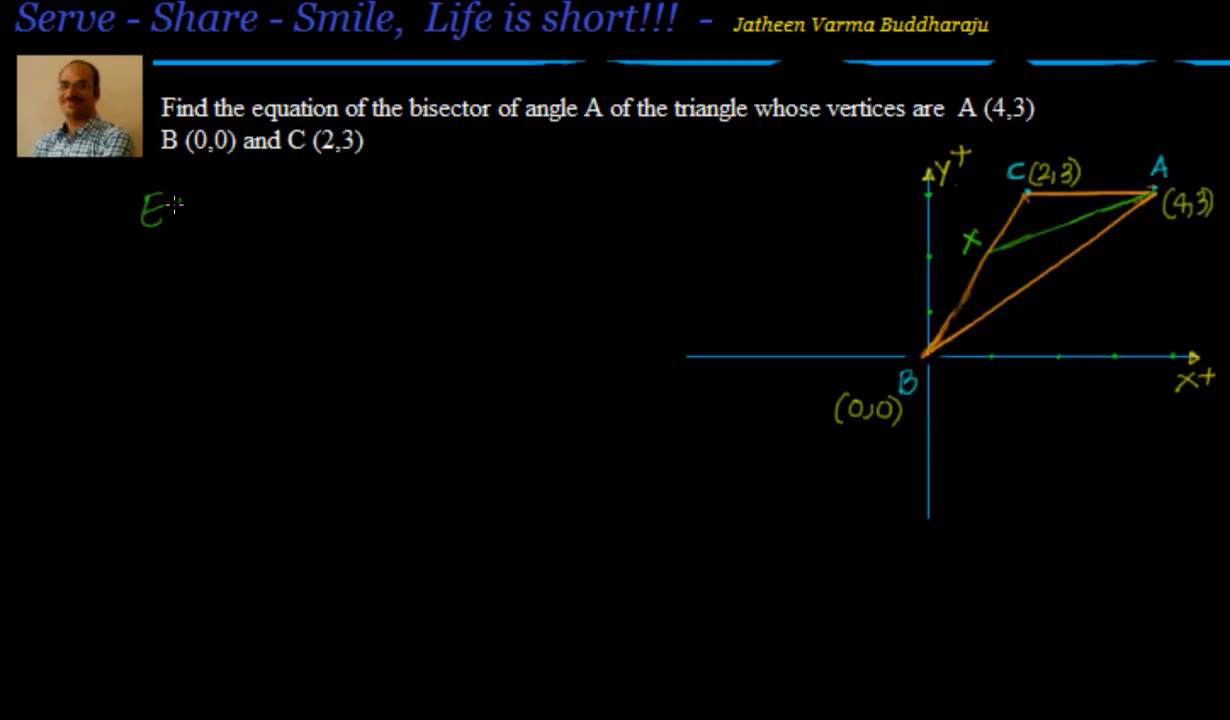 Serve - Share - Smile, Life is short!!! - Jatheen Varma Buddharaju
Find the equation of the bisector of angle A of the triangle whose vertices are A (4,3)
B (0,0) and C (2,3)
Y+
C (2,3)
A
(4,3)
E
X
B
X+
(0,0)